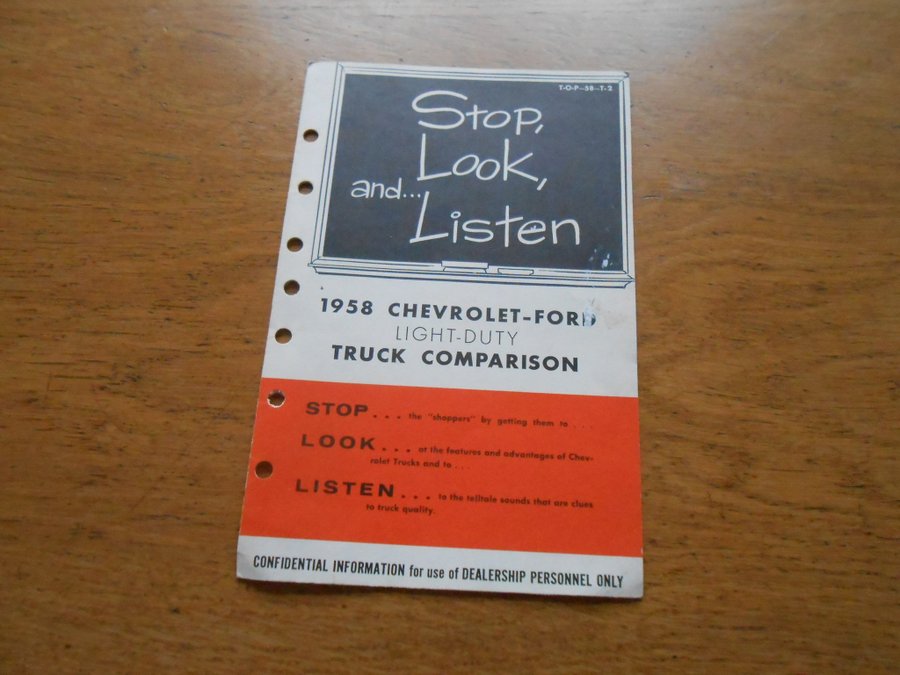 T-O-P—58—T-2
Stop,
Look,
and...
Listen
1958 CHEVROLET-FORD
LIGHT-DUTY
TRUCK COMPARISON
STOP... the "shoppers" by getting them to . . .
LOOK... at the features and advantages of Chev-
rolet Trucks and to . . .
LISTEN... to the telltale sounds that are clues
to truck quality.
CONFIDENTIAL INFORMATION for use of DEALERSHIP PERSONNEL ONLY